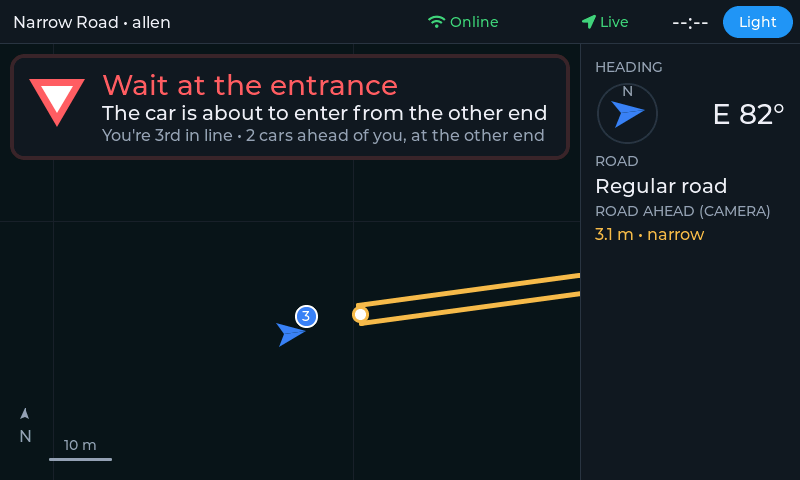 Narrow Road • allen
Online
Live
--:--
Light
Wait at the entrance
The car is about to enter from the other end
You're 3rd in line • 2 cars ahead of you, at the other end
HEADING
N
E 82°
ROAD
Regular road
ROAD AHEAD (CAMERA)
3.1 m • narrow
3
N
10 m